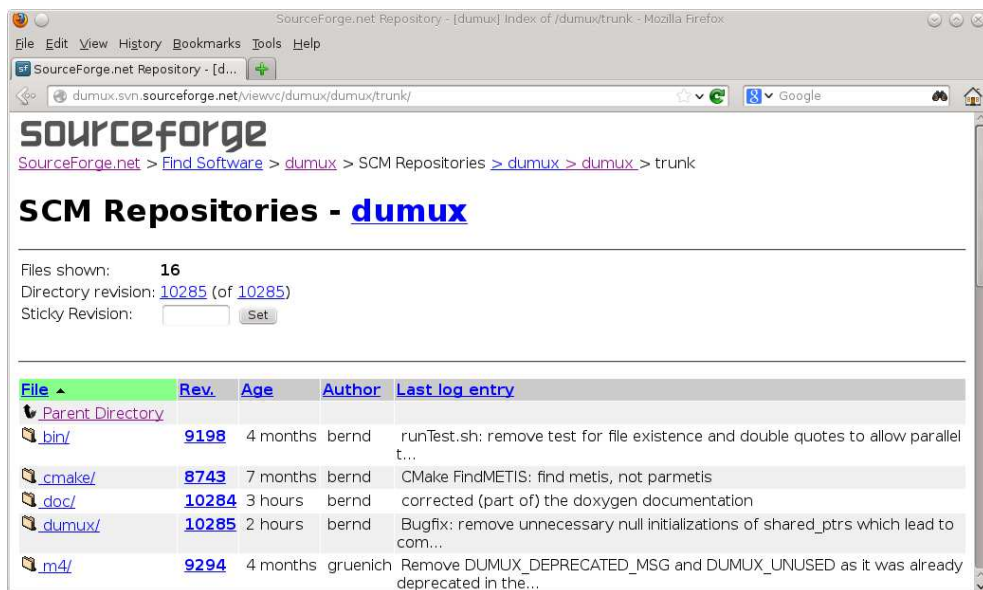 SourceForge.net Repository - [dumux] Index of /dumux/trunk - Mozilla Firefox
File Edit View History Bookmarks Tools Help
sf SourceForge.net Repository - [d...
dumux.svn.sourceforge.net/viewvc/dumux/dumux/trunk/ 8 Google
sourceforge
SourceForge.net > Find Software > dumux > SCM Repositories > dumux > dumux > trunk
SCM Repositories - dumux
Files shown: 16
Directory revision: 10285 (of 10285)
Sticky Revision: Set
File Rev. Age Author Last log entry
Parent Directory
bin/ 9198 4 months bernd runTest.sh: remove test for file existence and double quotes to allow parallel
t...
cmake/ 8743 7 months bernd CMake FindMETIS: find metis, not parmetis
doc/ 10284 3 hours bernd corrected (part of) the doxygen documentation
dumux/ 10285 2 hours bernd Bugfix: remove unnecessary null initializations of shared_ptrs which lead to
com...
m4/ 9294 4 months gruenich Remove DUMUX_DEPRECATED_MSG and DUMUX_UNUSED as it was already
deprecated in the...